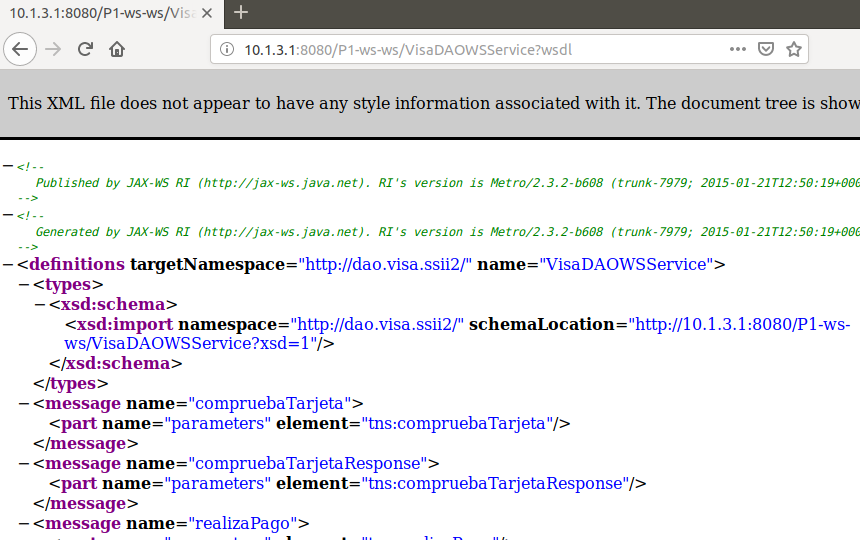 10.1.3.1:8080/P1-ws-ws/Vis
10.1.3.1:8080/P1-ws-ws/VisaDAOWSService?wsdl
This XML file does not appear to have any style information associated with it. The document tree is show
<!--
Published by JAX-WS RI (http://jax-ws.java.net). RI's version is Metro/2.3.2-b608 (trunk-7979; 2015-01-21T12:50:19+000
-->
<!--
Generated by JAX-WS RI (http://jax-ws.java.net). RI's version is Metro/2.3.2-b608 (trunk-7979; 2015-01-21T12:50:19+000
-->
<definitions targetNamespace="http://dao.visa.ssii2/" name="VisaDAOWSService">
<types>
<xsd:schema>
<xsd:import namespace="http://dao.visa.ssii2/" schemaLocation="http://10.1.3.1:8080/P1-ws-
ws/VisaDAOWSService?xsd=1"/>
</xsd:schema>
</types>
<message name="compruebaTarjeta">
<part name="parameters" element="tns:compruebaTarjeta"/>
</message>
<message name="compruebaTarjetaResponse">
<part name="parameters" element="tns:compruebaTarjetaResponse"/>
</message>
<message name="realizaPago">